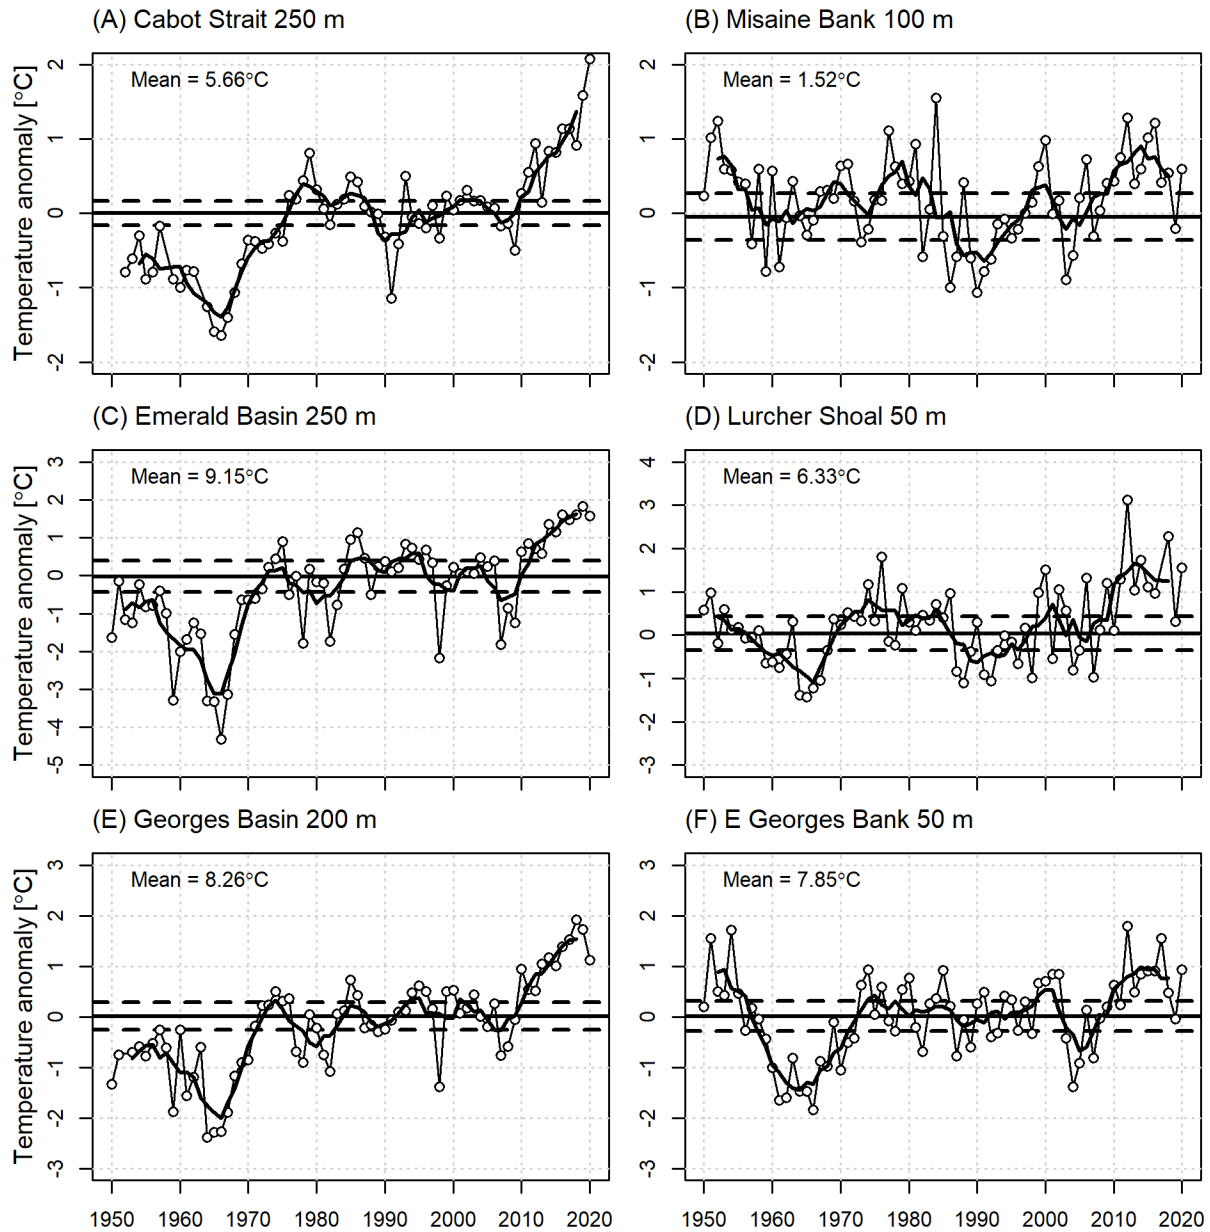 (A) Cabot Strait 250 m
(B) Misaine Bank 100 m
Temperature anomaly [°C]
Mean = 5.66°C
2
1
0
-1
-2
Mean = 1.52°C
2
1
0
-1
-2
(C) Emerald Basin 250 m
(D) Lurcher Shoal 50 m
Temperature anomaly [°C]
Mean = 9.15°C
3
2
1
0
-1
-2
-3
-4
-5
Mean = 6.33°C
4
3
2
1
0
-1
-2
-3
(E) Georges Basin 200 m
(F) E Georges Bank 50 m
Temperature anomaly [°C]
Mean = 8.26°C
3
2
1
0
-1
-2
-3
Mean = 7.85°C
3
2
1
0
-1
-2
-3
1950 1960 1970 1980 1990 2000 2010 2020
1950 1960 1970 1980 1990 2000 2010 2020